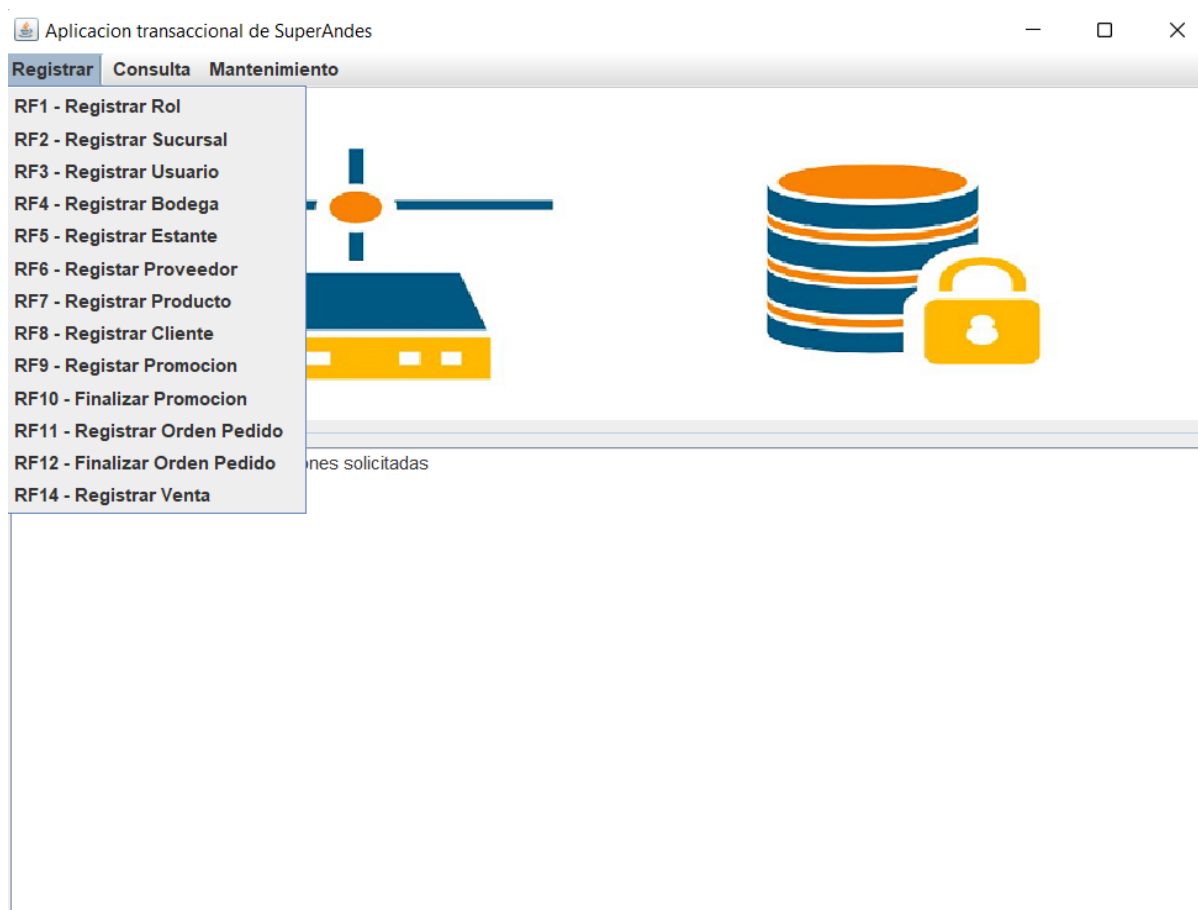 Aplicacion transaccional de SuperAndes
Registrar Consulta Mantenimiento
RF1 - Registrar Rol
RF2 - Registrar Sucursal
RF3 - Registrar Usuario
RF4 - Registrar Bodega
RF5 - Registrar Estante
RF6 - Registar Proveedor
RF7 - Registrar Producto
RF8 - Registrar Cliente
RF9 - Registar Promocion
RF10 - Finalizar Promocion
RF11 - Registrar Orden Pedido
RF12 - Finalizar Orden Pedido
solicitadas
RF14 - Registrar Venta